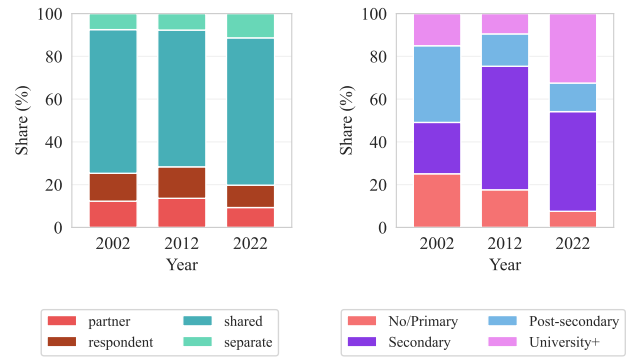 100
80
60
40
20
0
Share (%)
2002 2012 2022
Year
partner shared
respondent separate
100
80
60
40
20
0
Share (%)
2002 2012 2022
Year
No/Primary Post-secondary
Secondary University+